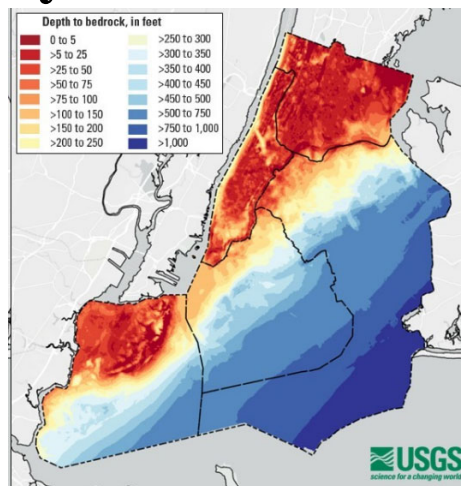 Depth to bedrock, in feet
0 to 5
>5 to 25
>25 to 50
>50 to 75
>75 to 100
>100 to 150
>150 to 200
>200 to 250
>250 to 300
>300 to 350
>350 to 400
>400 to 450
>450 to 500
>500 to 750
>750 to 1,000
>1,000
USGS
science for a changing world